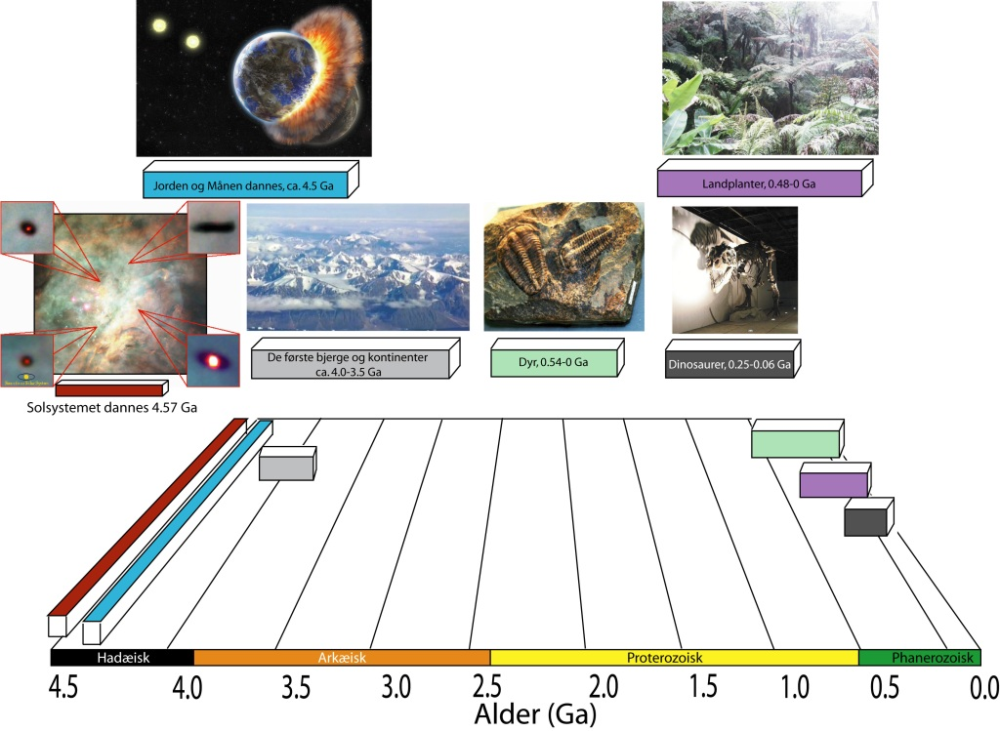 Jorden og Månen dannes, ca. 4.5 Ga
Landplanter, 0.48-0 Ga
De første bjerge og kontinenter
ca. 4.0-3.5 Ga
Dyr, 0.54-0 Ga
Dinosaurer, 0.25-0.06 Ga
Solsystemet dannes 4.57 Ga
Hadæisk
Arkæisk
Proterozoisk
Phanerozoisk
4.5 4.0 3.5 3.0 2.5 2.0 1.5 1.0 0.5 0.0
Alder (Ga)